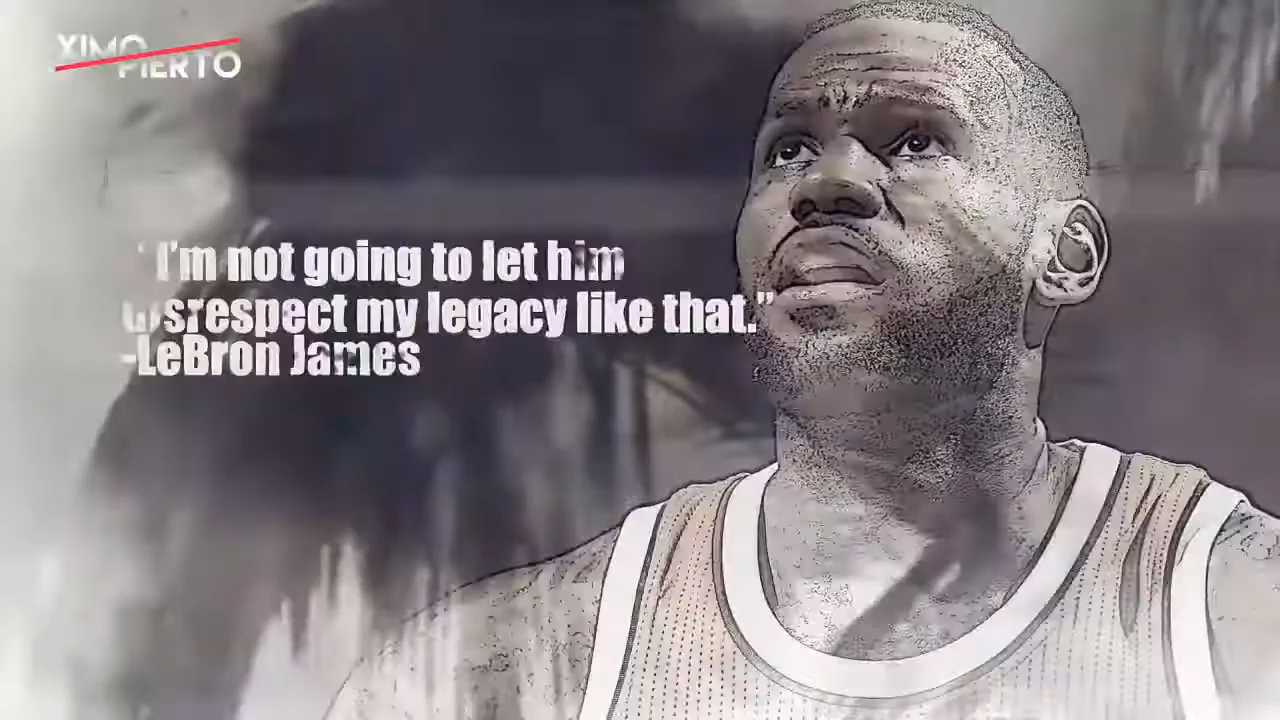 XIMO
PIERTO
"I'm not going to let him
disrespect my legacy like that."
-LeBron James